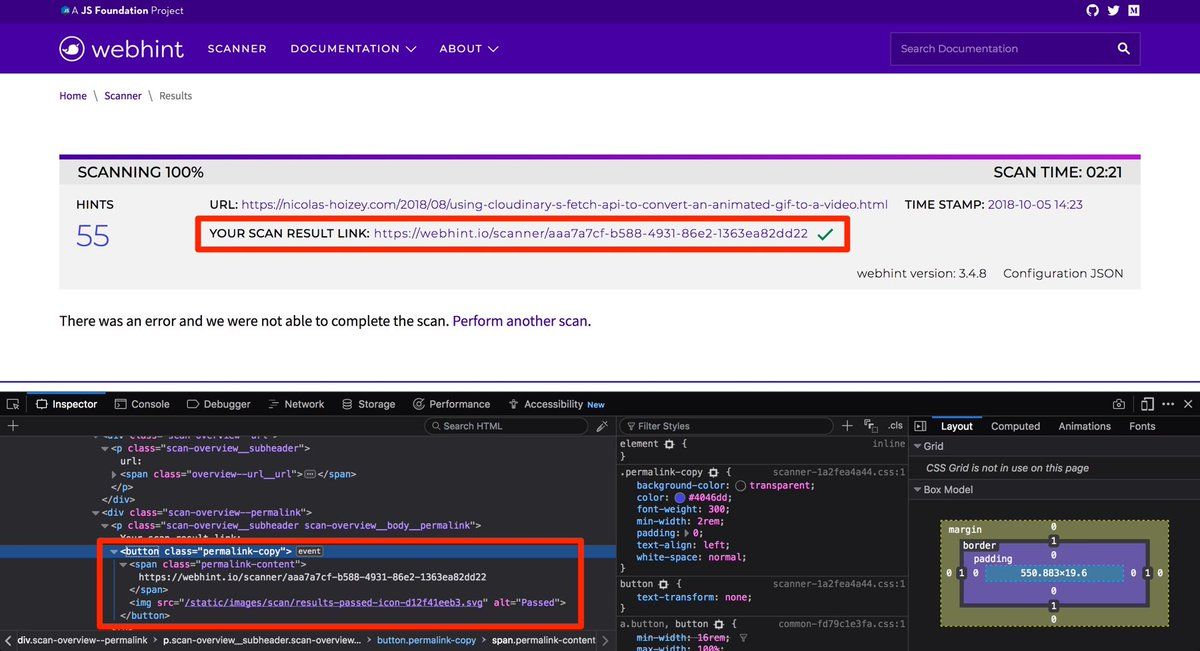 A JS Foundation Project
webhint SCANNER DOCUMENTATION ABOUT Search Documentation
Home \ Scanner \ Results
SCANNING 100% SCAN TIME: 02:21
HINTS URL: https://nicolas-hoizey.com/2018/08/using-cloudinary-s-fetch-api-to-convert-an-animated-gif-to-a-video.html TIME STAMP: 2018-10-05 14:23
55 YOUR SCAN RESULT LINK: https://webhint.io/scanner/aaa7a7cf-b588-4931-86e2-1363ea82dd22
webhint version: 3.4.8 Configuration JSON
There was an error and we were not able to complete the scan. Perform another scan.
Inspector Console Debugger Network Storage Performance Accessibility New
Search HTML
<p class="scan-overview__subheader">
url:
<span class="overview--url__url"></span>
</p>
</div>
<div class="scan-overview--permalink">
<p class="scan-overview__subheader scan-overview__body__permalink">
Your scan result link:
<button class="permalink-copy"> event
<span class="permalink-content">
https://webhint.io/scanner/aaa7a7cf-b588-4931-86e2-1363ea82dd22
</span>
<img src="/static/images/scan/results-passed-icon-d12f41eeb3.svg" alt="Passed">
</button>
div.scan-overview--permalink p.scan-overview__subheader.scan-overview... button.permalink-copy span.permalink-content
Filter Styles .cls
element { inline
}
.permalink-copy { scanner-1a2fea4a44.css:1
background-color: transparent;
color: #4046dd;
font-weight: 300;
min-width: 2rem;
padding: 0;
text-align: left;
white-space: normal;
}
button { scanner-1a2fea4a44.css:1
text-transform: none;
}
a.button, button { common-fd79c1e3fa.css:1
min-width: 16rem;
max-width: 100%;
Layout Computed Animations Fonts
Grid
CSS Grid is not in use on this page
Box Model
margin 0
border 1
padding 0
0 1 0 550.883×19.6 0 1 0
0
1
0